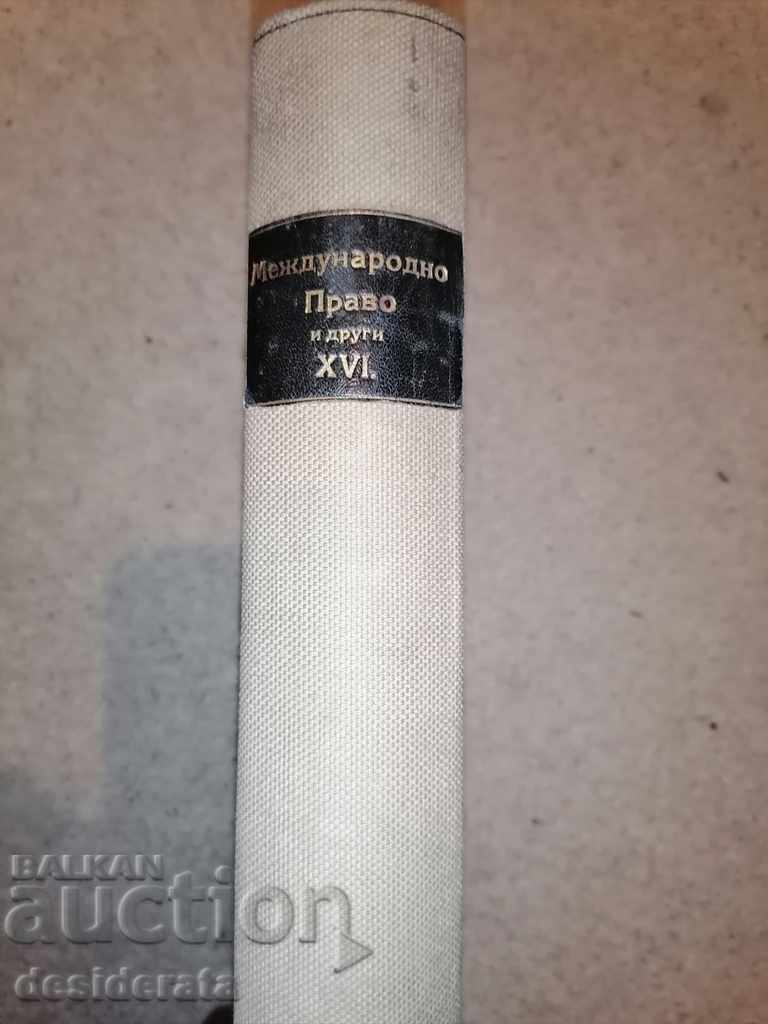 Международно
Право
и други
XVI.
BALKAN
auction
desiderata